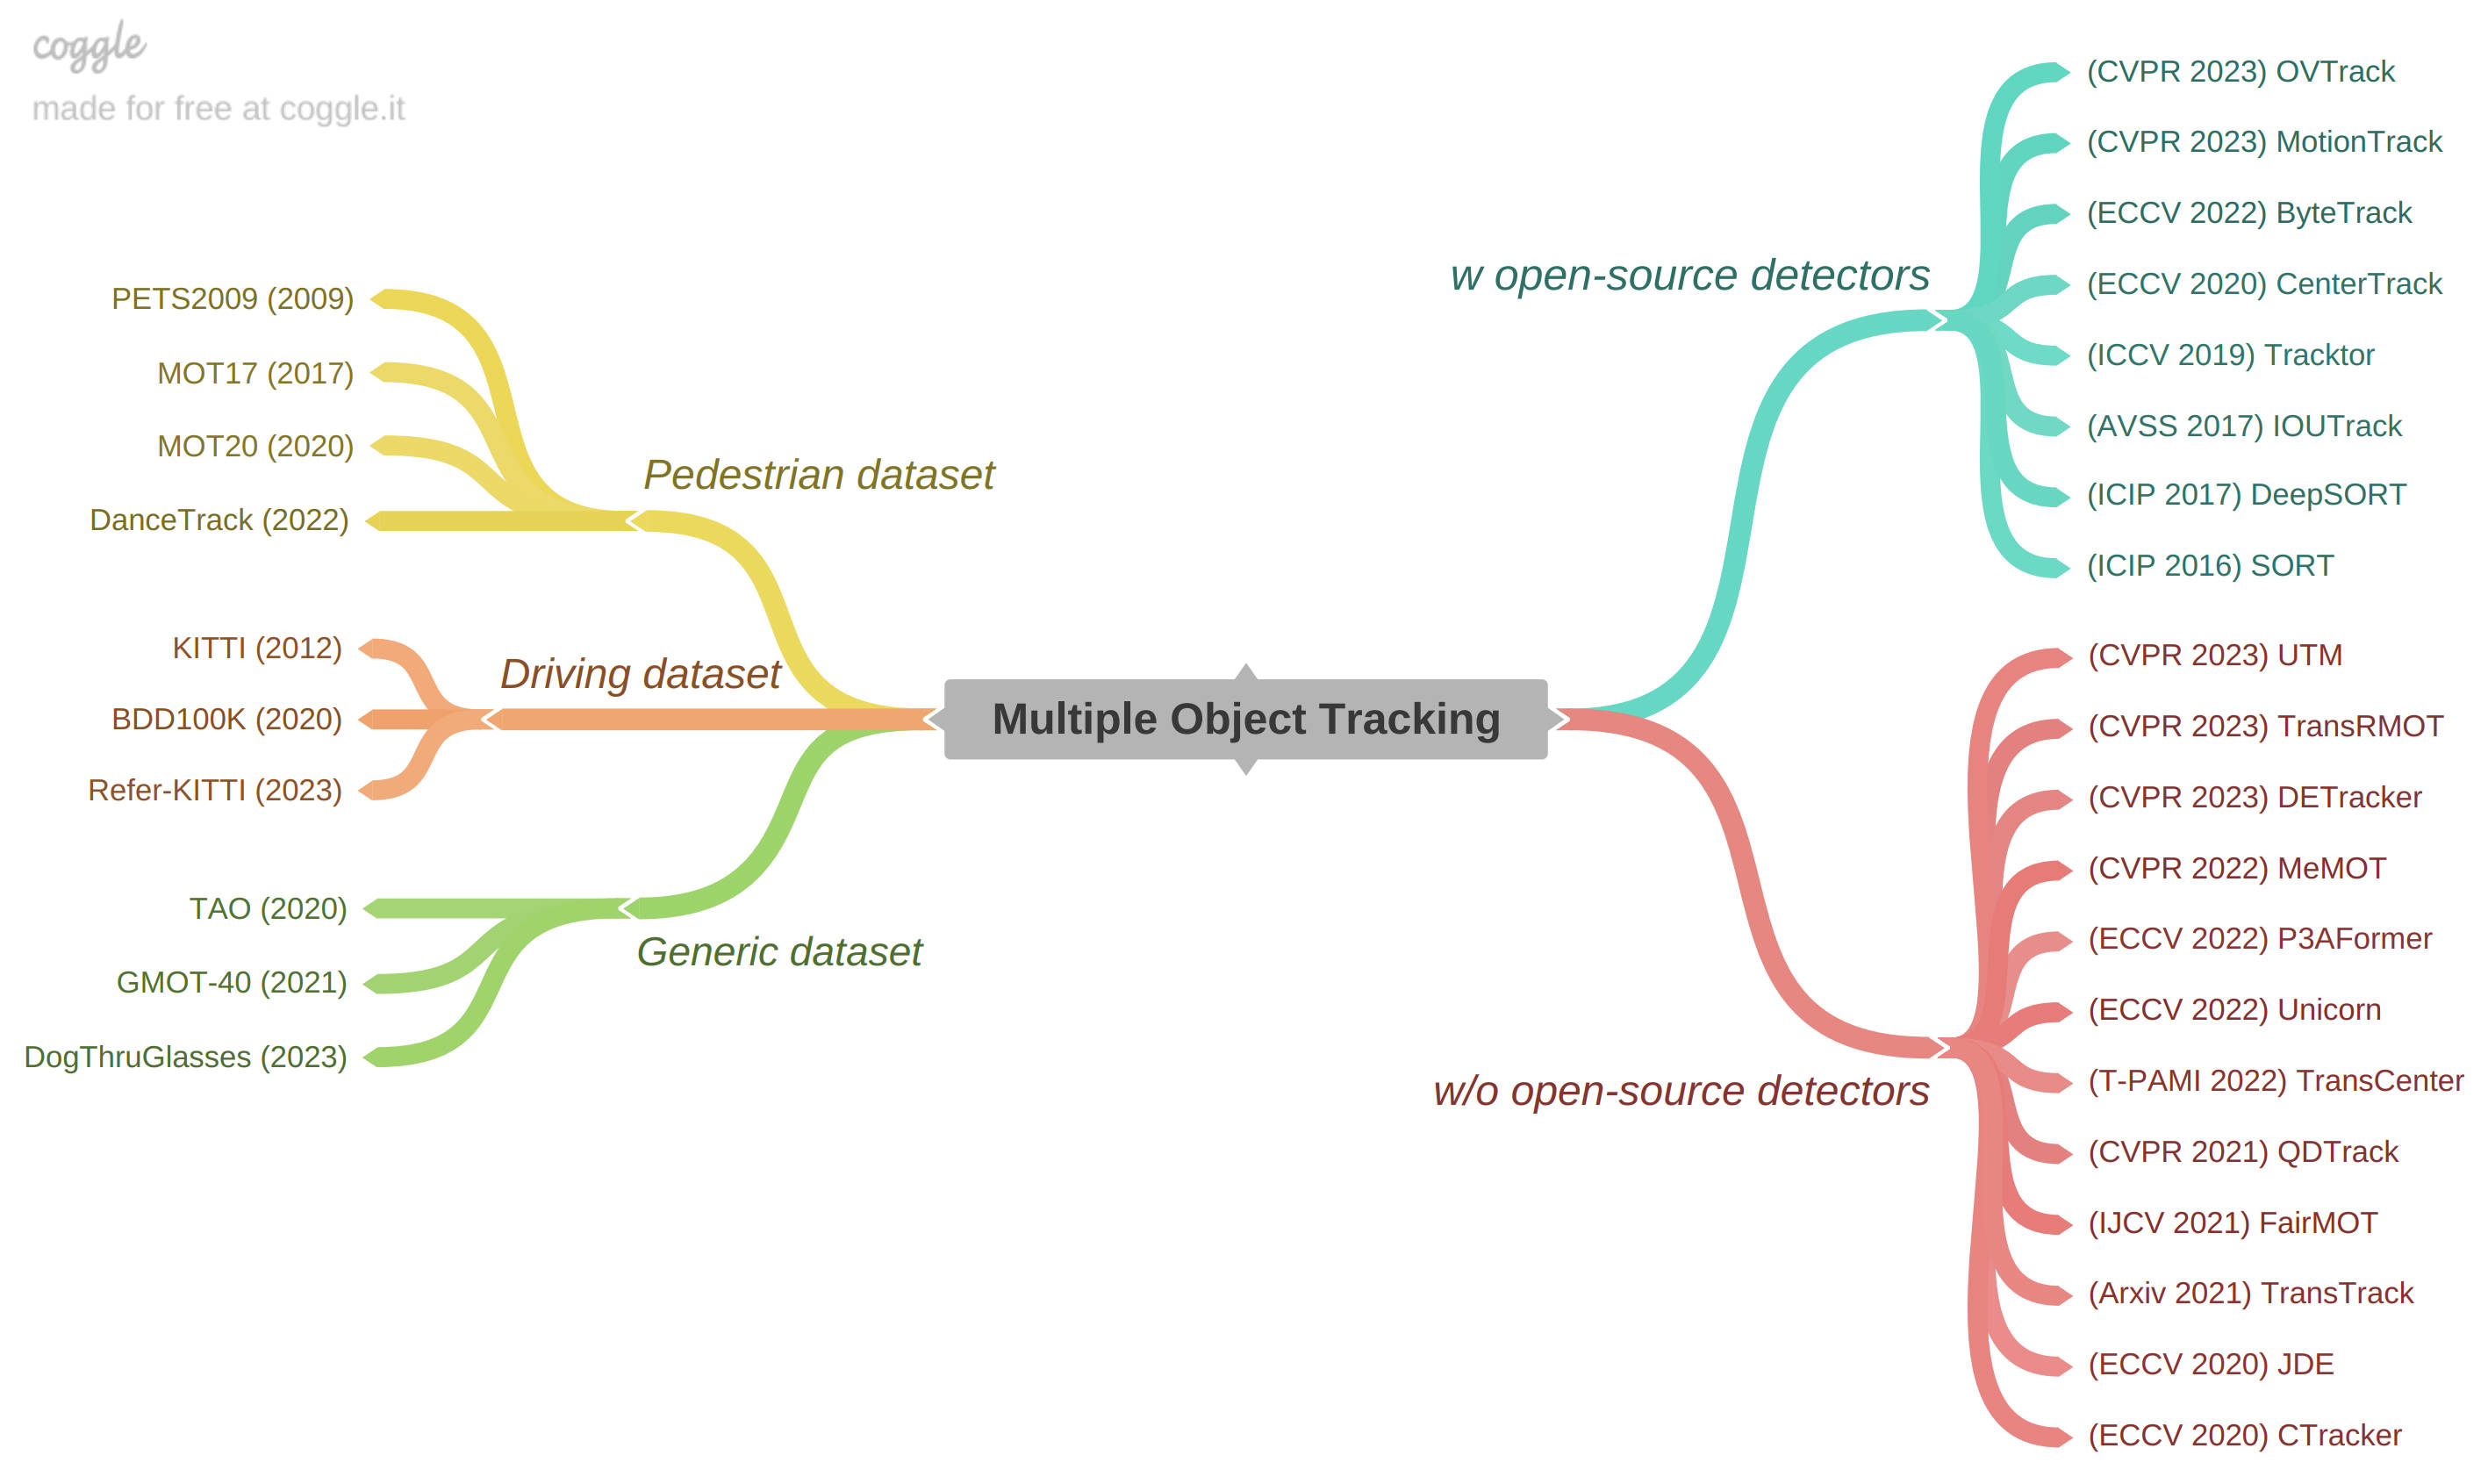 coggle
made for free at coggle.it
PETS2009 (2009)
MOT17 (2017)
MOT20 (2020)
DanceTrack (2022)
Pedestrian dataset
KITTI (2012)
BDD100K (2020)
Refer-KITTI (2023)
Driving dataset
TAO (2020)
GMOT-40 (2021)
DogThruGlasses (2023)
Generic dataset
Multiple Object Tracking
w open-source detectors
(CVPR 2023) OVTrack
(CVPR 2023) MotionTrack
(ECCV 2022) ByteTrack
(ECCV 2020) CenterTrack
(ICCV 2019) Tracktor
(AVSS 2017) IOUTrack
(ICIP 2017) DeepSORT
(ICIP 2016) SORT
w/o open-source detectors
(CVPR 2023) UTM
(CVPR 2023) TransRMOT
(CVPR 2023) DETracker
(CVPR 2022) MeMOT
(ECCV 2022) P3AFormer
(ECCV 2022) Unicorn
(T-PAMI 2022) TransCenter
(CVPR 2021) QDTrack
(IJCV 2021) FairMOT
(Arxiv 2021) TransTrack
(ECCV 2020) JDE
(ECCV 2020) CTracker